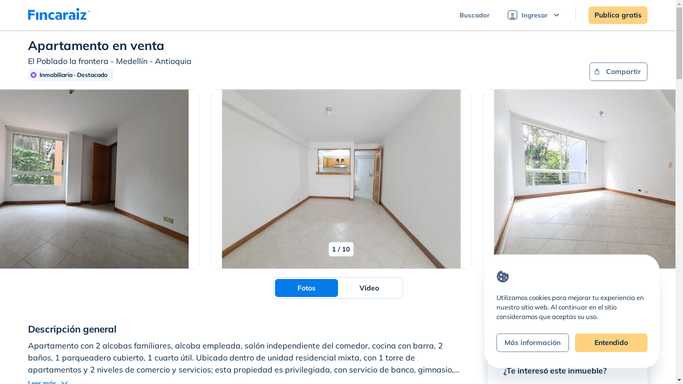 Fincaraiz
Buscador
Ingresar
Publica gratis
Apartamento en venta
El Poblado la frontera - Medellín - Antioquia
Inmobiliaria · Destacado
Compartir
1 / 10
Fotos
Vídeo
Descripción general
Apartamento con 2 alcobas familiares, alcoba empleada, salón independiente del comedor, cocina con barra, 2
baños, 1 parqueadero cubierto, 1 cuarto útil. Ubicada dentro de unidad residencial mixta, con 1 torre de
apartamentos y 2 niveles de comercio y servicios; esta propiedad es privilegiada, con servicio de banco, gimnasio,...
Leer más
Utilizamos cookies para mejorar tu experiencia en
nuestro sitio web. Al continuar en el sitio
consideramos que aceptas su uso.
Más información
Entendido
¿Te interesó este inmueble?